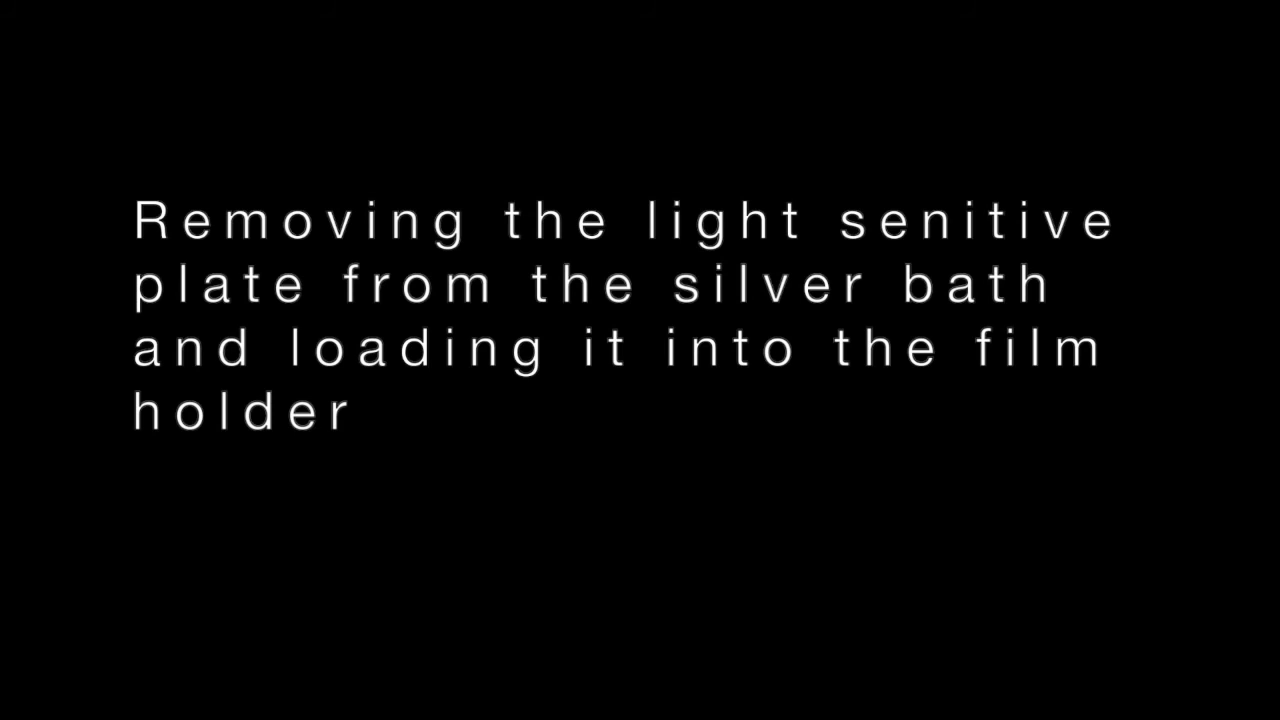 Removing the light senitive
plate from the silver bath
and loading it into the film
holder